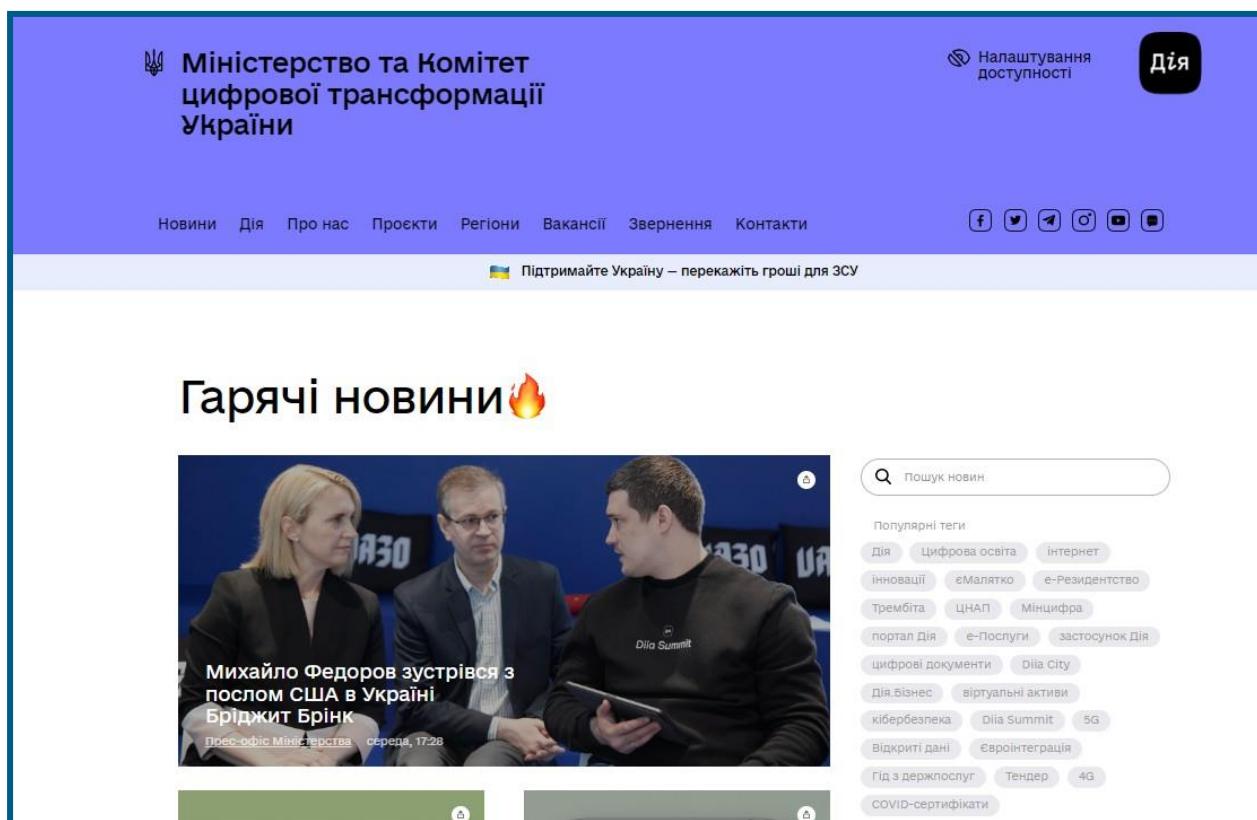 Міністерство та Комітет
цифрової трансформації
України
Налаштування
доступності
Дія
Новини Дія Про нас Проєкти Регіони Вакансії Звернення Контакти
Підтримайте Україну – перекажіть гроші для ЗСУ
Гарячі новини
Diia Summit
Михайло Федоров зустрівся з
послом США в Україні
Бріджит Брінк
Прес-офіс Міністерства середа, 17:28
Пошук новин
Популярні теги
Дія Цифрова освіта інтернет
інновації єМалятко е-Резидентство
Трембіта ЦНАП Мінцифра
портал Дія е-Послуги застосунок Дія
цифрові документи Diia City
Дія.Бізнес віртуальні активи
кібербезпека Diia Summit 5G
Відкриті дані Євроінтеграція
Гід з держпослуг Тендер 4G
COVID-сертифікати